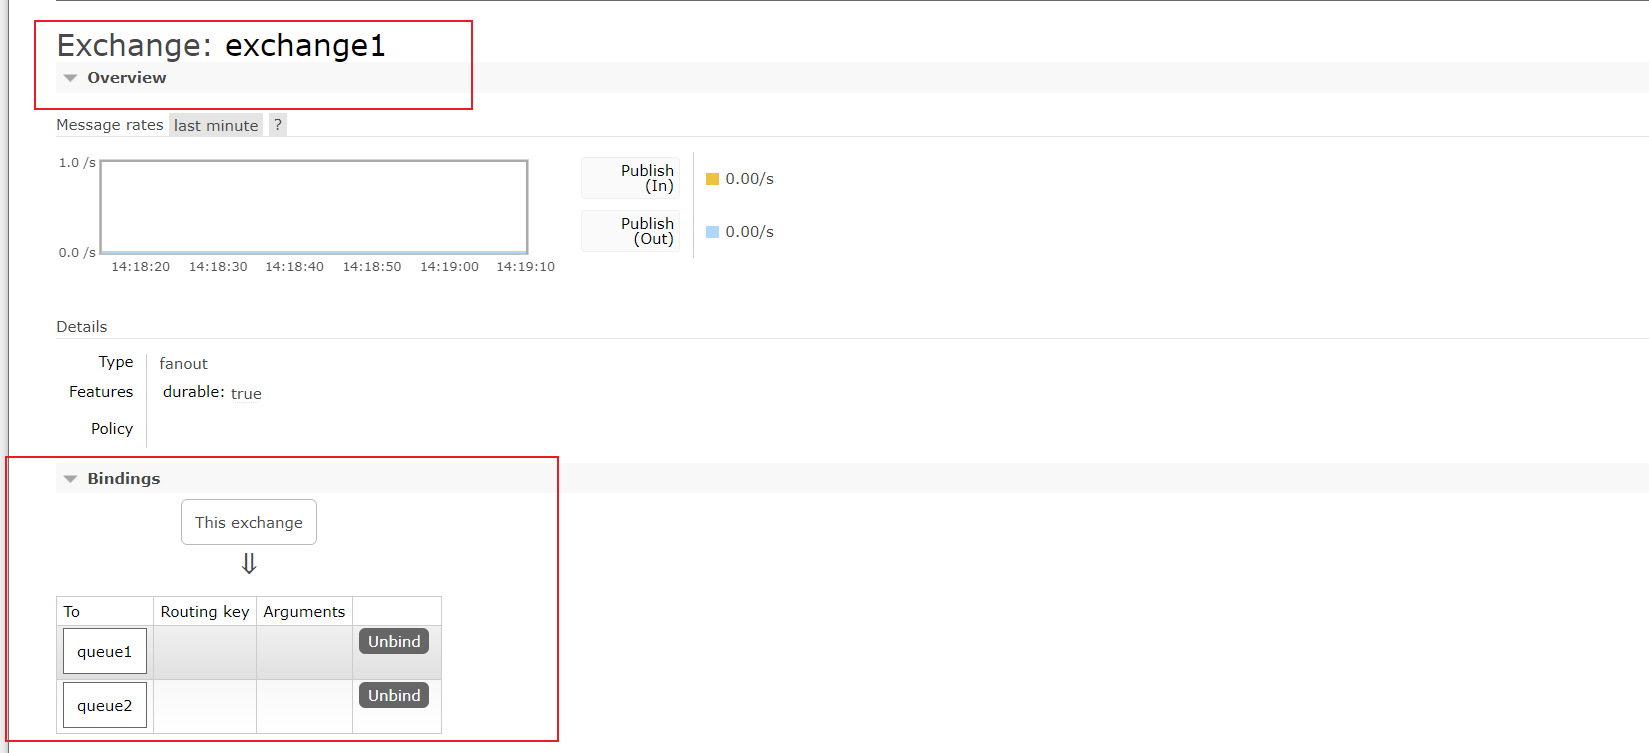 Exchange: exchange1
Overview
Message rates last minute ?
1.0 /s
0.0 /s
14:18:20 14:18:30 14:18:40 14:18:50 14:19:00 14:19:10
Publish
(In)
0.00/s
Publish
(Out)
0.00/s
Details
Type fanout
Features durable: true
Policy
Bindings
This exchange
⇓
To Routing key Arguments
queue1 Unbind
queue2 Unbind